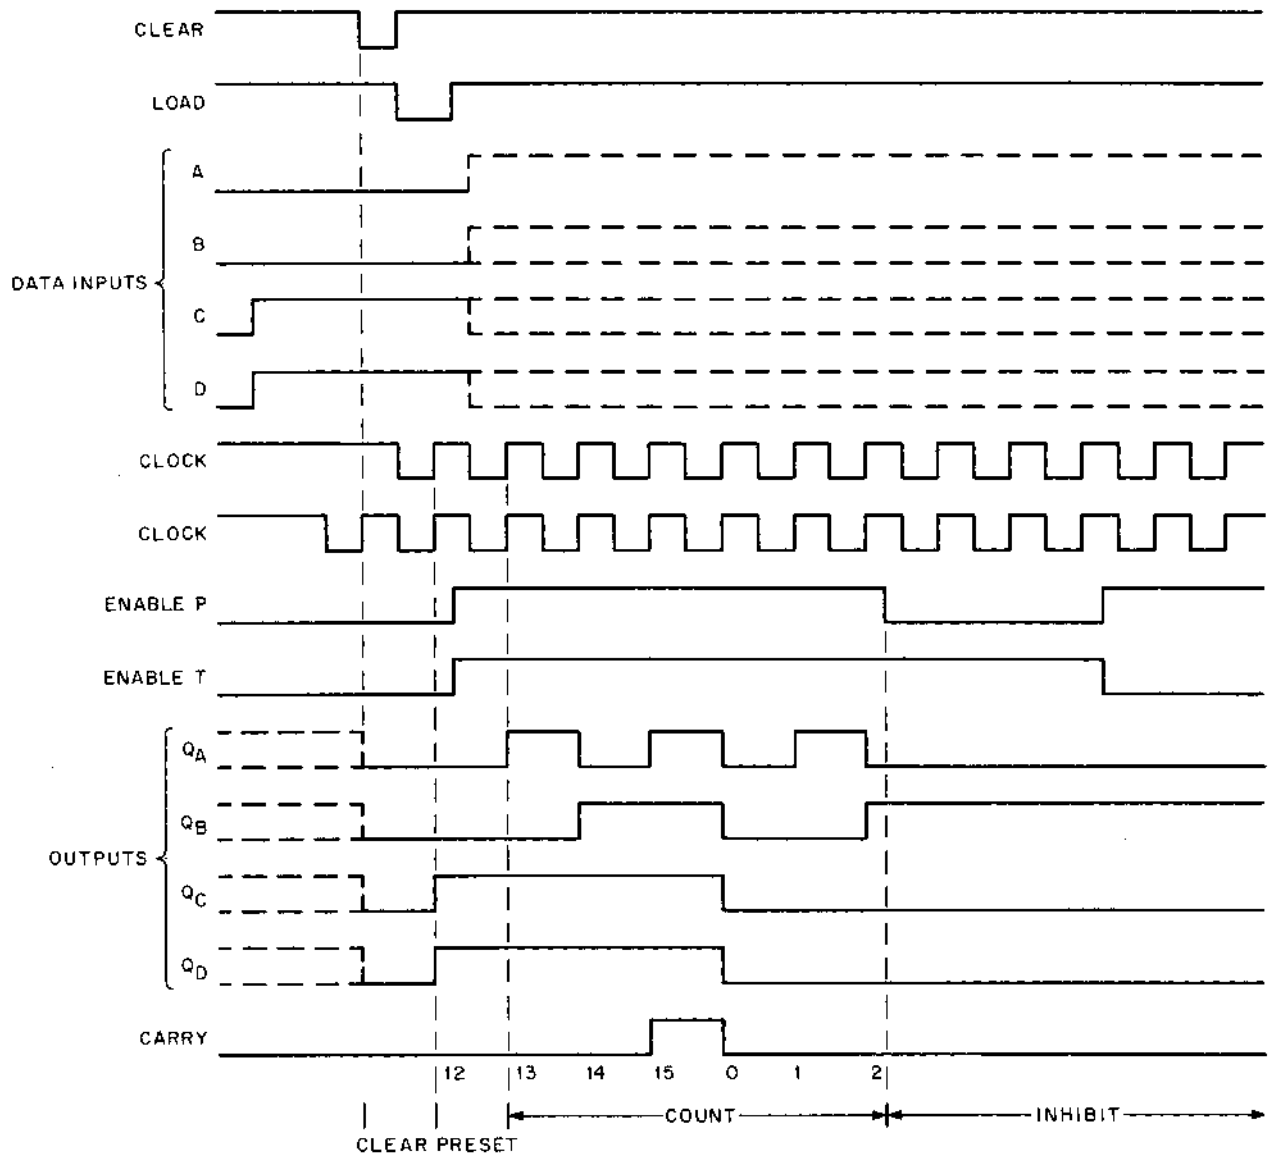 CLEAR
LOAD
A
B
DATA INPUTS
C
D
CLOCK
CLOCK
ENABLE P
ENABLE T
QA
QB
OUTPUTS
QC
QD
CARRY
12 13 14 15 0 1 2
COUNT INHIBIT
CLEAR PRESET